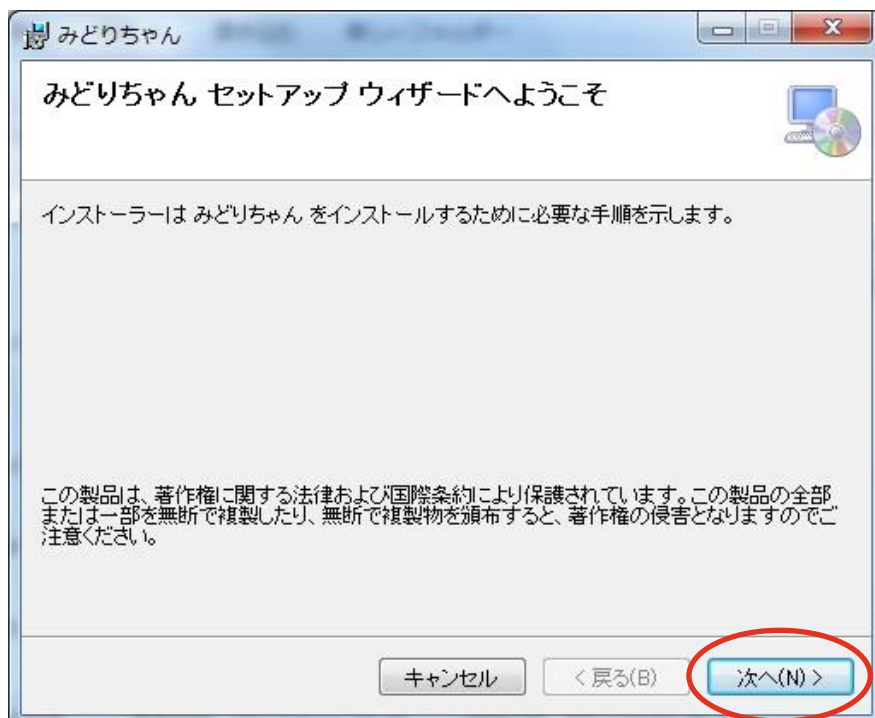 みどりちゃん
みどりちゃん セットアップ ウィザードへようこそ
インストーラーは みどりちゃん をインストールするために必要な手順を示します。
この製品は、著作権に関する法律および国際条約により保護されています。この製品の全部
または一部を無断で複製したり、無断で複製物を頒布すると、著作権の侵害となりますのでご
注意ください。
キャンセル < 戻る(B) 次へ(N) >